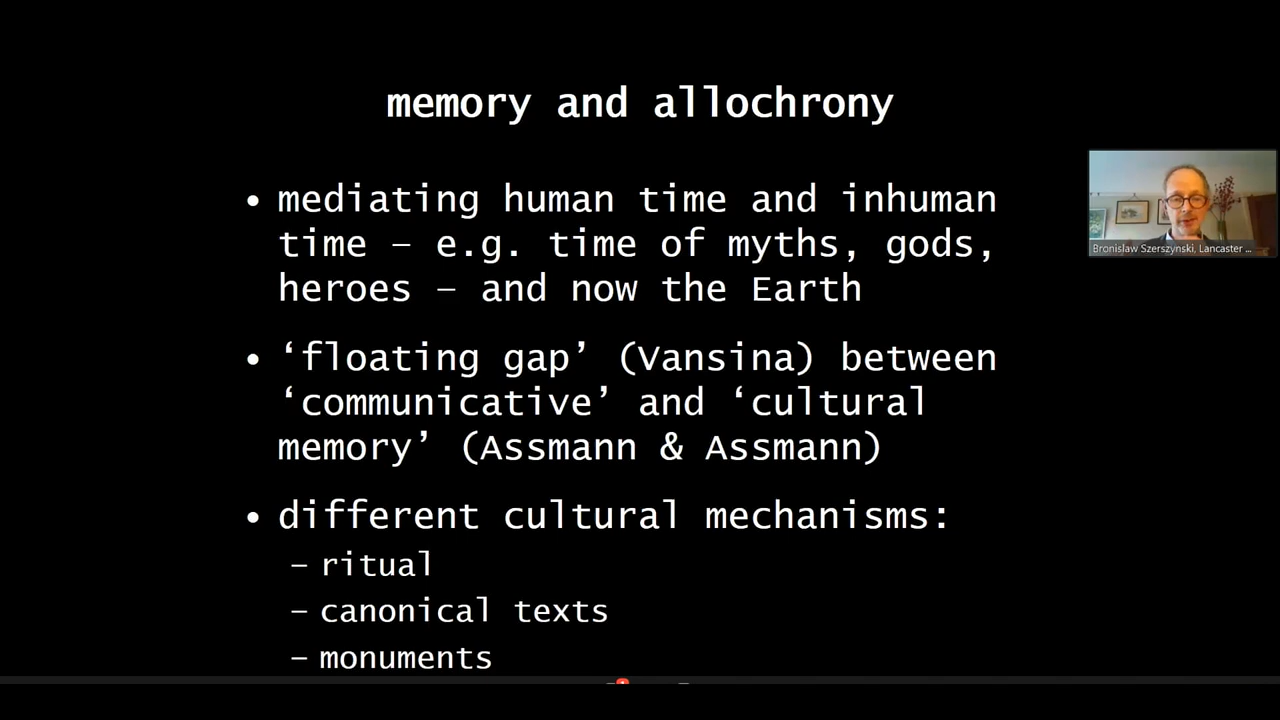 memory and allochrony
• mediating human time and inhuman
time – e.g. time of myths, gods,
heroes – and now the Earth
• ‘floating gap’ (Vansina) between
‘communicative’ and ‘cultural
memory’ (Assmann & Assmann)
• different cultural mechanisms:
– ritual
– canonical texts
– monuments
Bronislaw Szerszynski, Lancaster ...